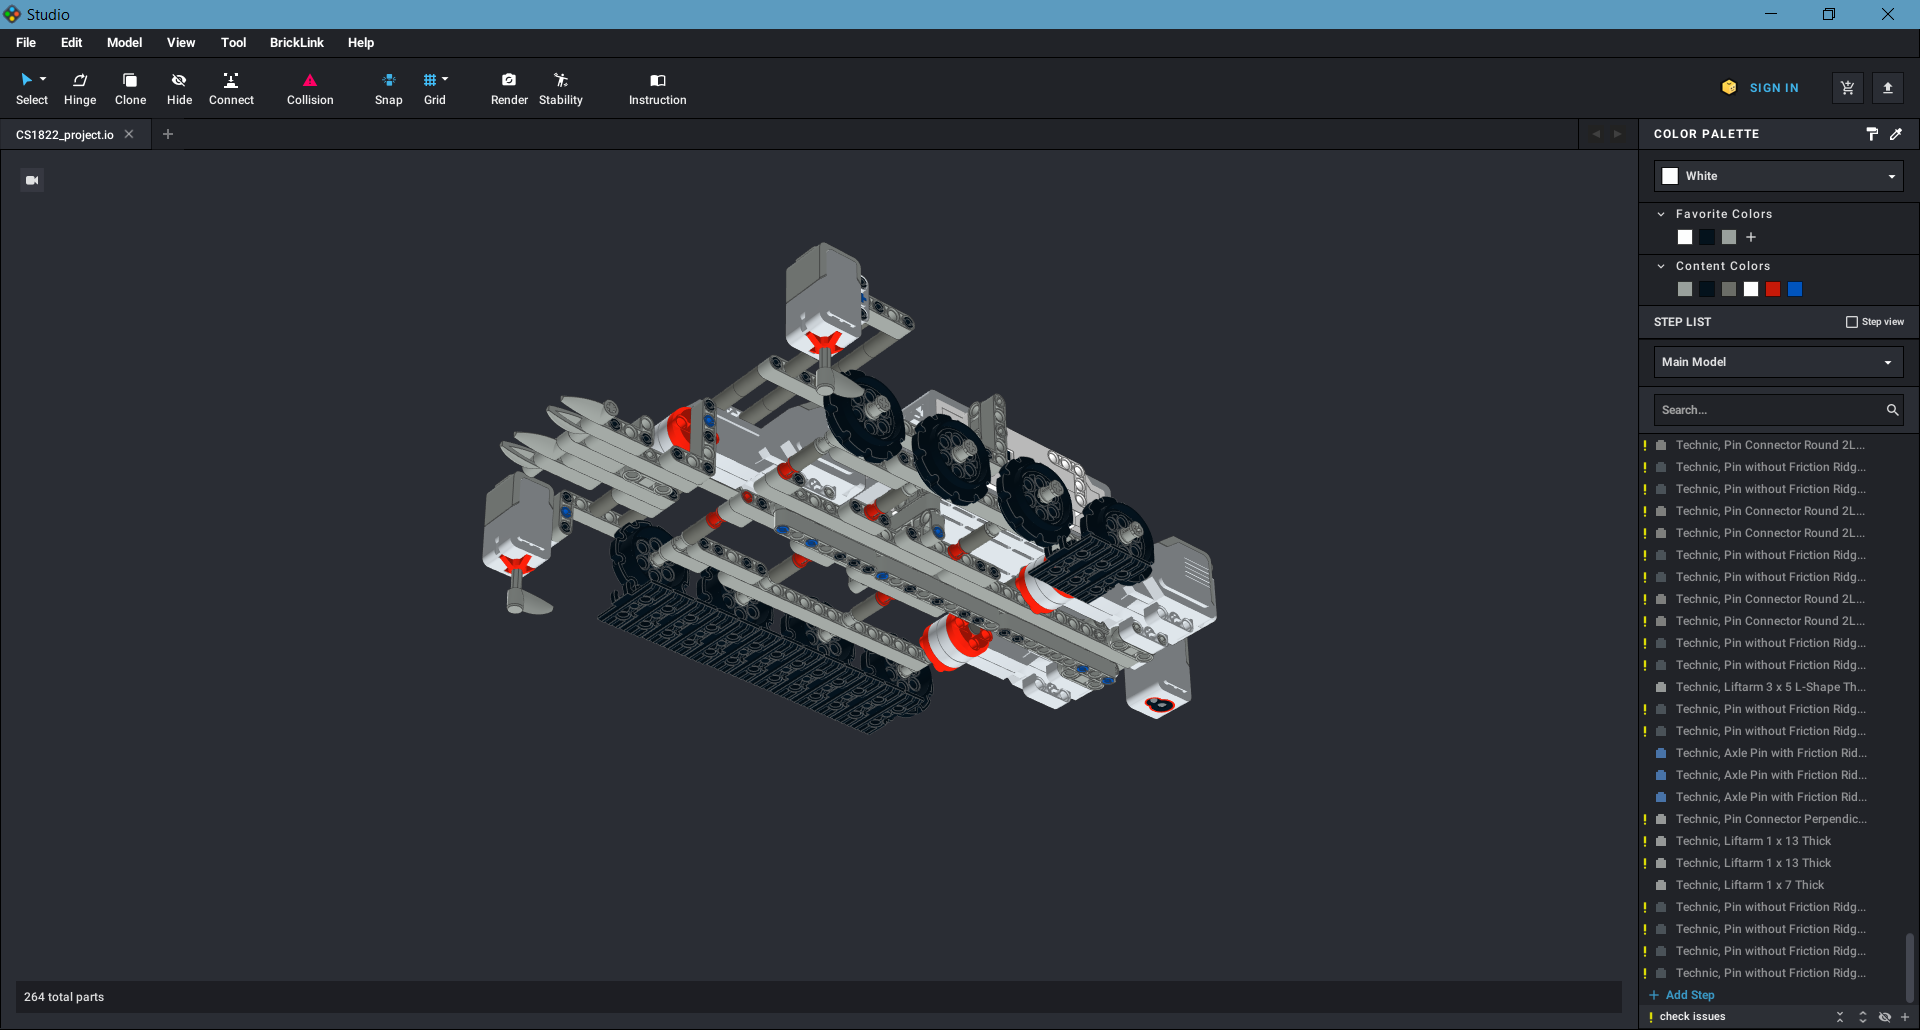 Studio
File Edit Model View Tool BrickLink Help
Select Hinge Clone Hide Connect Collision Snap Grid Render Stability Instruction
SIGN IN
CS1822_project.io
COLOR PALETTE
White
Favorite Colors
Content Colors
STEP LIST Step view
Main Model
Search...
Technic, Pin Connector Round 2L...
Technic, Pin without Friction Ridg...
Technic, Pin without Friction Ridg...
Technic, Pin Connector Round 2L...
Technic, Pin Connector Round 2L...
Technic, Pin without Friction Ridg...
Technic, Pin without Friction Ridg...
Technic, Pin Connector Round 2L...
Technic, Pin Connector Round 2L...
Technic, Pin without Friction Ridg...
Technic, Pin without Friction Ridg...
Technic, Liftarm 3 x 5 L-Shape Th...
Technic, Pin without Friction Ridg...
Technic, Pin without Friction Ridg...
Technic, Axle Pin with Friction Rid...
Technic, Axle Pin with Friction Rid...
Technic, Axle Pin with Friction Rid...
Technic, Pin Connector Perpendic...
Technic, Liftarm 1 x 13 Thick
Technic, Liftarm 1 x 13 Thick
Technic, Liftarm 1 x 7 Thick
Technic, Pin without Friction Ridg...
Technic, Pin without Friction Ridg...
Technic, Pin without Friction Ridg...
Technic, Pin without Friction Ridg...
+ Add Step
! check issues
264 total parts